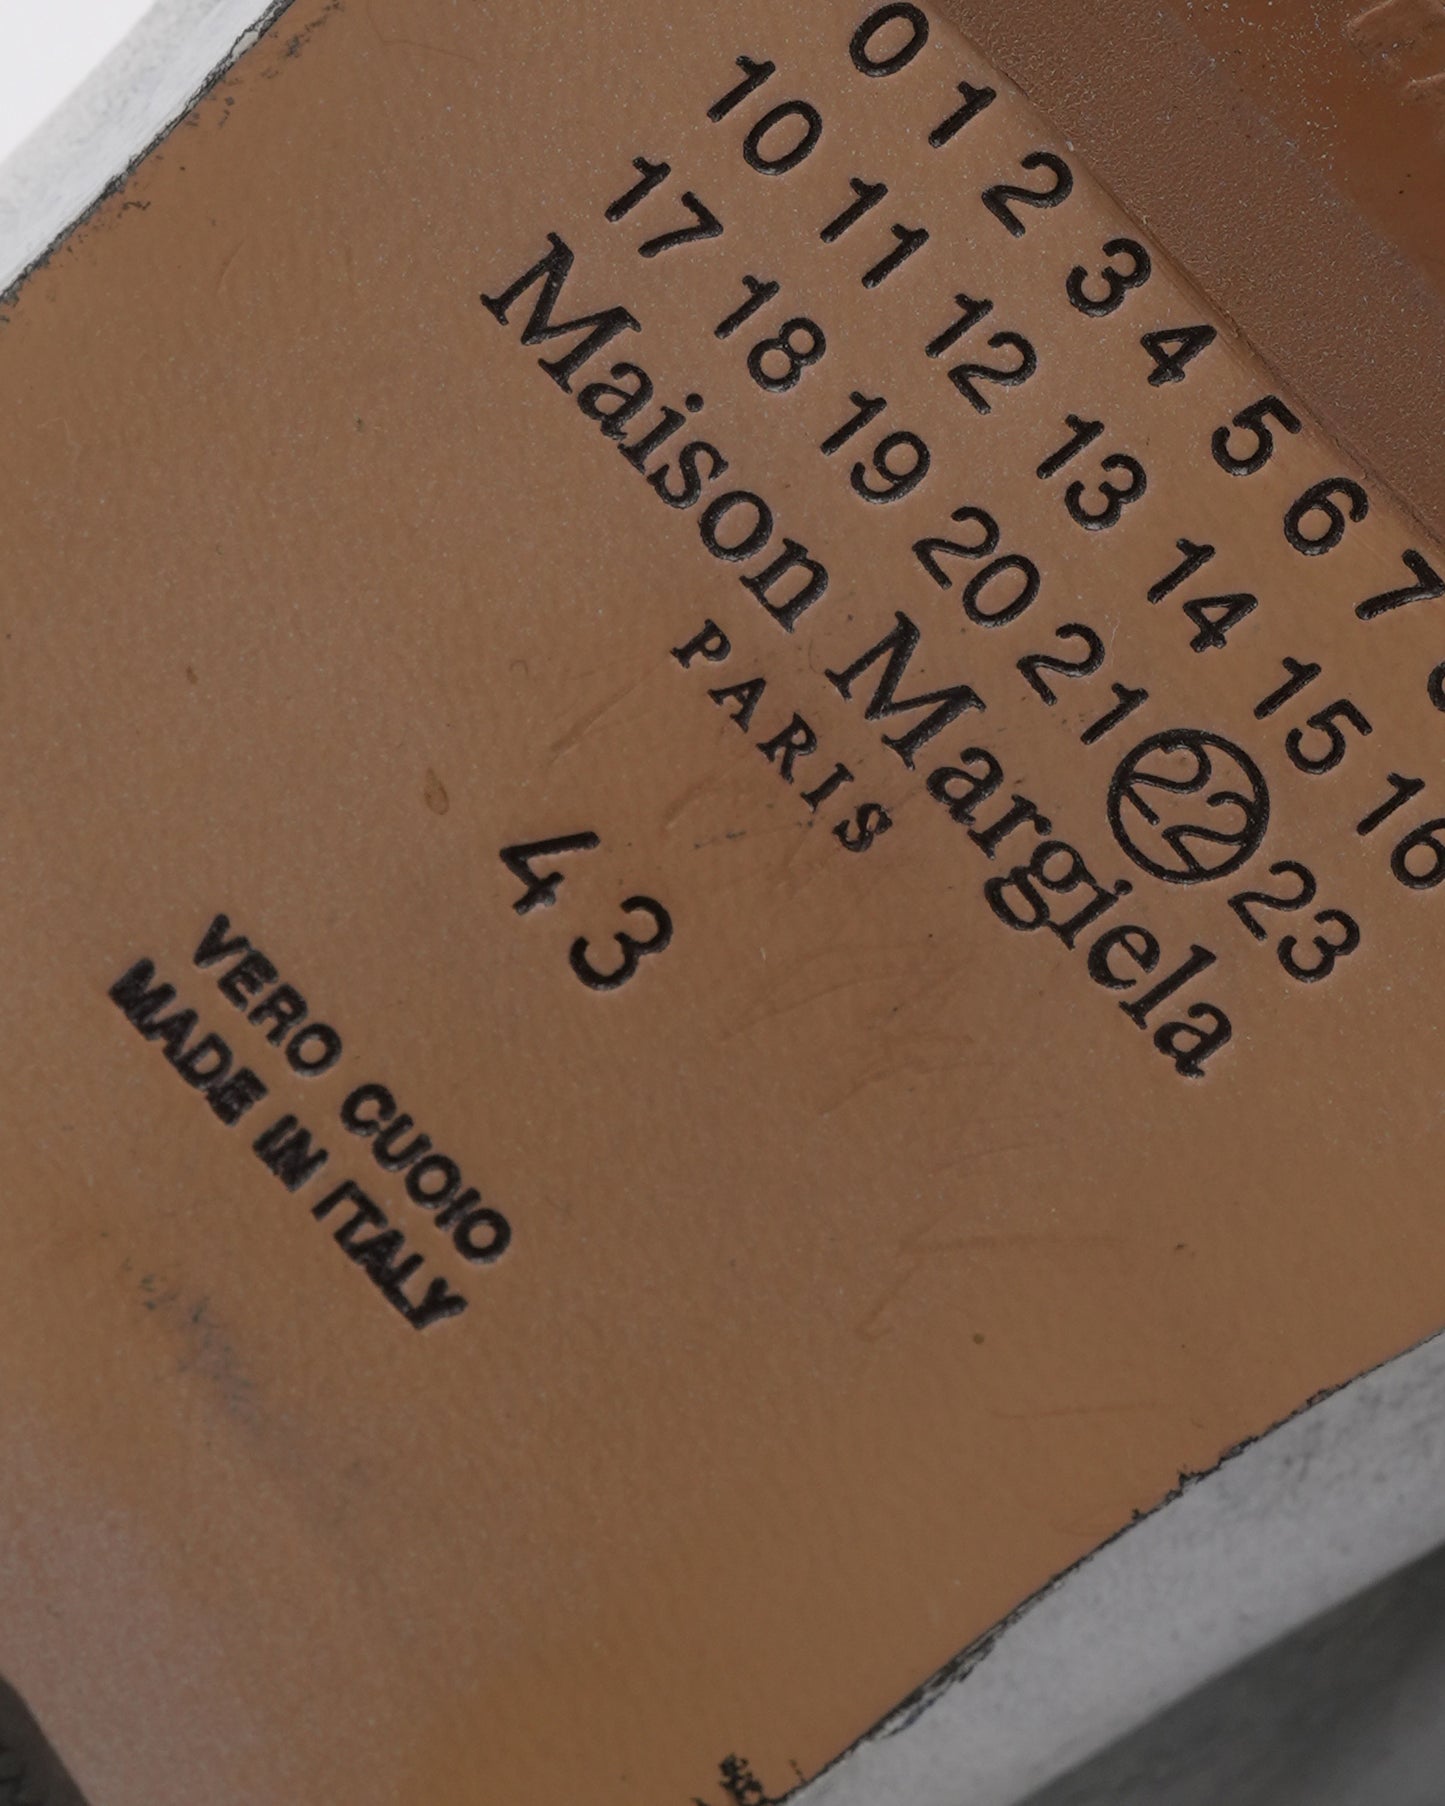 0 1 2 3 4 5 6 7
10 11 12 13 14 15 16
17 18 19 20 21 22 23
Maison Margiela
PARIS
43
VERO CUOIO
MADE IN ITALY